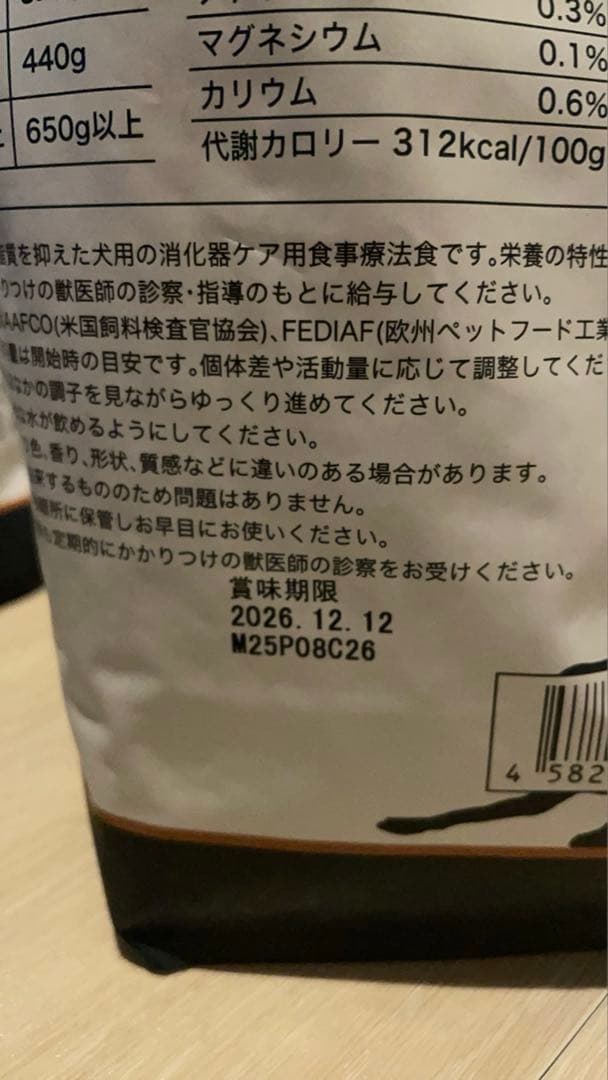 0.3%
440g
マグネシウム 0.1%
カリウム 0.6%
650g以上
代謝カロリー 312kcal/100g
質を抑えた犬用の消化器ケア用食事療法食です。栄養の特性
りつけの獣医師の診察・指導のもとに給与してください。
AAFCO(米国飼料検査官協会)、FEDIAF(欧州ペットフード工業
量は開始時の目安です。個体差や活動量に応じて調整してくだ
なかの調子を見ながらゆっくり進めてください。
水が飲めるようにしてください。
色、香り、形状、質感などに違いのある場合があります。
来するもののため問題はありません。
場所に保管しお早目にお使いください。
定期的にかかりつけの獣医師の診察をお受けください。
賞味期限
2026.12.12
M25P08C26
4 582